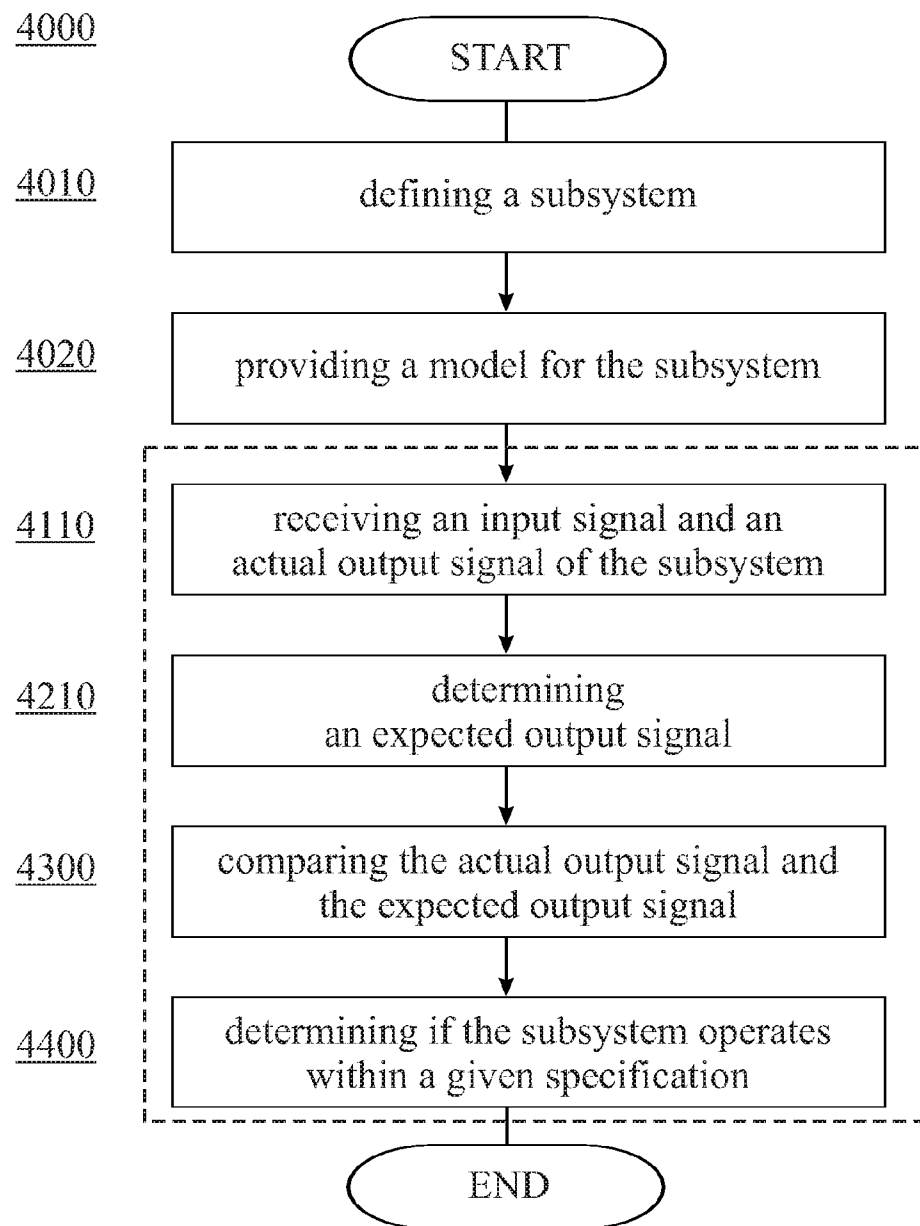 4000
START
4010
defining a subsystem
4020
providing a model for the subsystem
4110
receiving an input signal and an
actual output signal of the subsystem
4210
determining
an expected output signal
4300
comparing the actual output signal and
the expected output signal
4400
determining if the subsystem operates
within a given specification
END